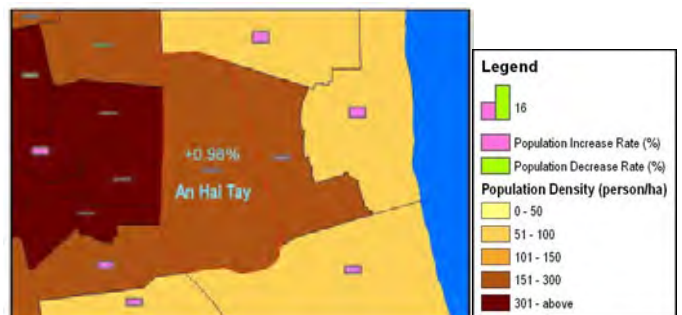 +0.98%
An Hai Tay
Legend
16
Population Increase Rate (%)
Population Decrease Rate (%)
Population Density (person/ha)
0 - 50
51 - 100
101 - 150
151 - 300
301 - above